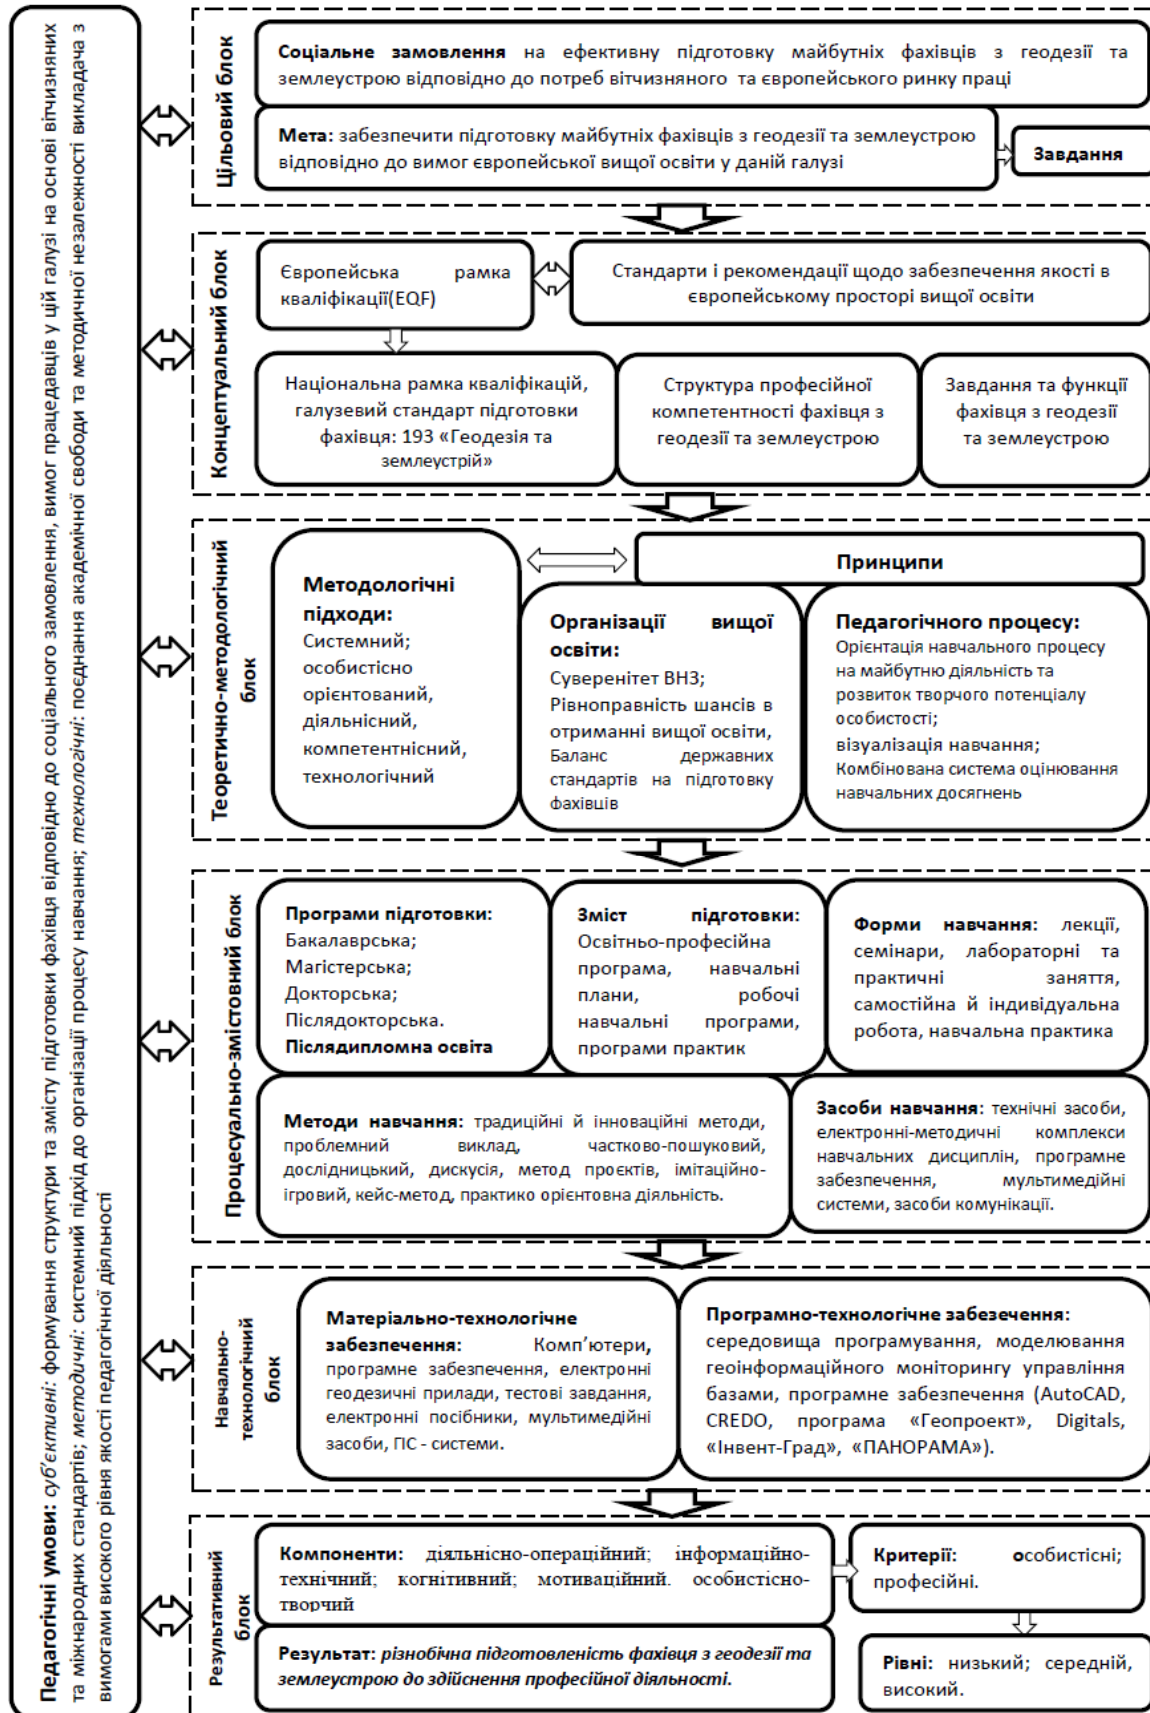 Педагогічні умови: суб’єктивні: формування структури та змісту підготовки фахівця відповідно до соціального замовлення, вимог працедавців у цій галузі на основі вітчизняних
та міжнародних стандартів; методичні: системний підхід до організації процесу навчання; технологічні: поєднання академічної свободи та методичної незалежності викладача з
вимогами високого рівня якості педагогічної діяльності
Цільовий блок
Соціальне замовлення на ефективну підготовку майбутніх фахівців з геодезії та
землеустрою відповідно до потреб вітчизняного та європейського ринку праці
Мета: забезпечити підготовку майбутніх фахівців з геодезії та землеустрою
відповідно до вимог європейської вищої освіти у даній галузі
Завдання
Концептуальний блок
Європейська рамка
кваліфікації(EQF)
Стандарти і рекомендації щодо забезпечення якості в
європейському просторі вищої освіти
Національна рамка кваліфікацій,
галузевий стандарт підготовки
фахівця: 193 «Геодезія та
землеустрій»
Структура професійної
компетентності фахівця з
геодезії та землеустрою
Завдання та функції
фахівця з геодезії
та землеустрою
Теоретично-методологічний
блок
Методологічні
підходи:
Системний;
особистісно
орієнтований,
діяльнісний,
компетентнісний,
технологічний
Принципи
Організації вищої
освіти:
Суверенітет ВНЗ;
Рівноправність шансів в
отриманні вищої освіти,
Баланс державних
стандартів на підготовку
фахівців
Педагогічного процесу:
Орієнтація навчального процесу
на майбутню діяльність та
розвиток творчого потенціалу
особистості;
візуалізація навчання;
Комбінована система оцінювання
навчальних досягнень
Процесуально-змістовний блок
Програми підготовки:
Бакалаврська;
Магістерська;
Докторська;
Післядокторська.
Післядипломна освіта
Зміст підготовки:
Освітньо-професійна
програма, навчальні
плани, робочі
навчальні програми,
програми практик
Форми навчання: лекції,
семінари, лабораторні та
практичні заняття,
самостійна й індивідуальна
робота, навчальна практика
Методи навчання: традиційні й інноваційні методи,
проблемний виклад, частково-пошуковий,
дослідницький, дискусія, метод проєктів, імітаційно-
ігровий, кейс-метод, практико орієнтовна діяльність.
Засоби навчання: технічні засоби,
електронні-методичні комплекси
навчальних дисциплін, програмне
забезпечення, мультимедійні
системи, засоби комунікації.
Навчально-
технологічний
блок
Матеріально-технологічне
забезпечення: Комп’ютери,
програмне забезпечення, електронні
геодезичні прилади, тестові завдання,
електронні посібники, мультимедійні
засоби, ГІС - системи.
Програмно-технологічне забезечення:
середовища програмування, моделювання
геоінформаційного моніторингу управління
базами, програмне забезпечення (AutoCAD,
CREDO, програма «Геопроект», Digitals,
«Інвент-Град», «ПАНОРАМА»).
Результативний
блок
Компоненти: діяльнісно-операційний; інформаційно-
технічний; когнітивний; мотиваційний. особистісно-
творчий
Критерії: особистісні;
професійні.
Результат: різнобічна підготовленість фахівця з геодезії та
землеустрою до здійснення професійної діяльності.
Рівні: низький; середній,
високий.